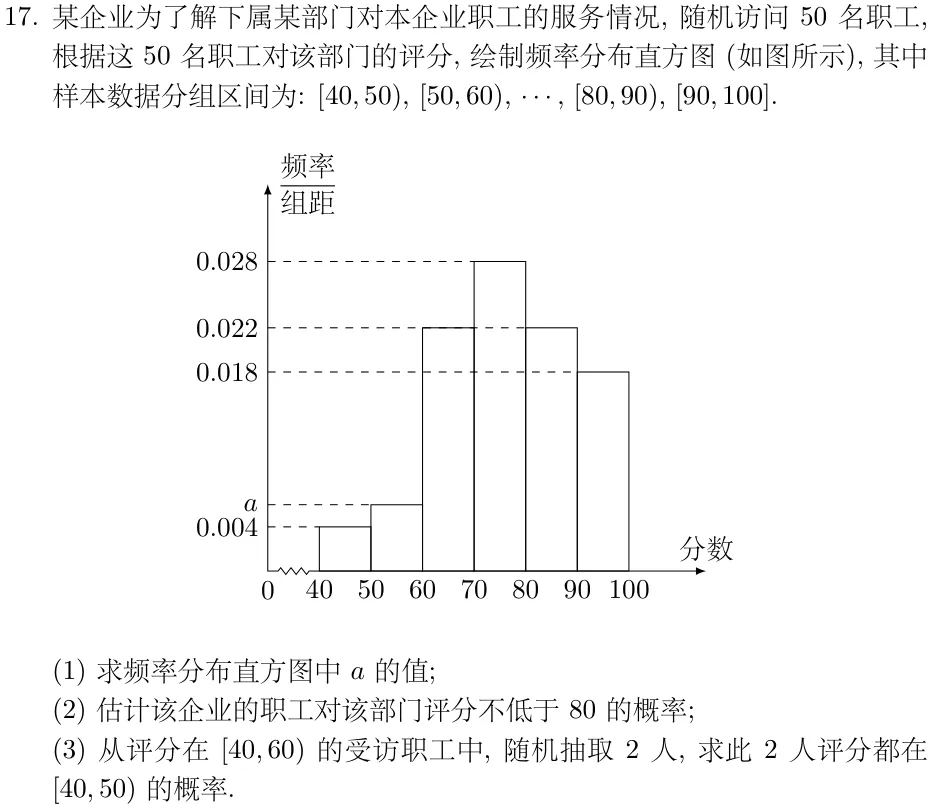 17. 某企业为了解下属某部门对本企业职工的服务情况, 随机访问 50 名职工,
根据这 50 名职工对该部门的评分, 绘制频率分布直方图 (如图所示), 其中
样本数据分组区间为: [40, 50), [50, 60), ⋯ , [80, 90), [90, 100].
频率
组距
0.028
0.022
0.018
a
0.004
分数
0 40 50 60 70 80 90 100
(1) 求频率分布直方图中 a 的值;
(2) 估计该企业的职工对该部门评分不低于 80 的概率;
(3) 从评分在 [40, 60) 的受访职工中, 随机抽取 2 人, 求此 2 人评分都在
[40, 50) 的概率.